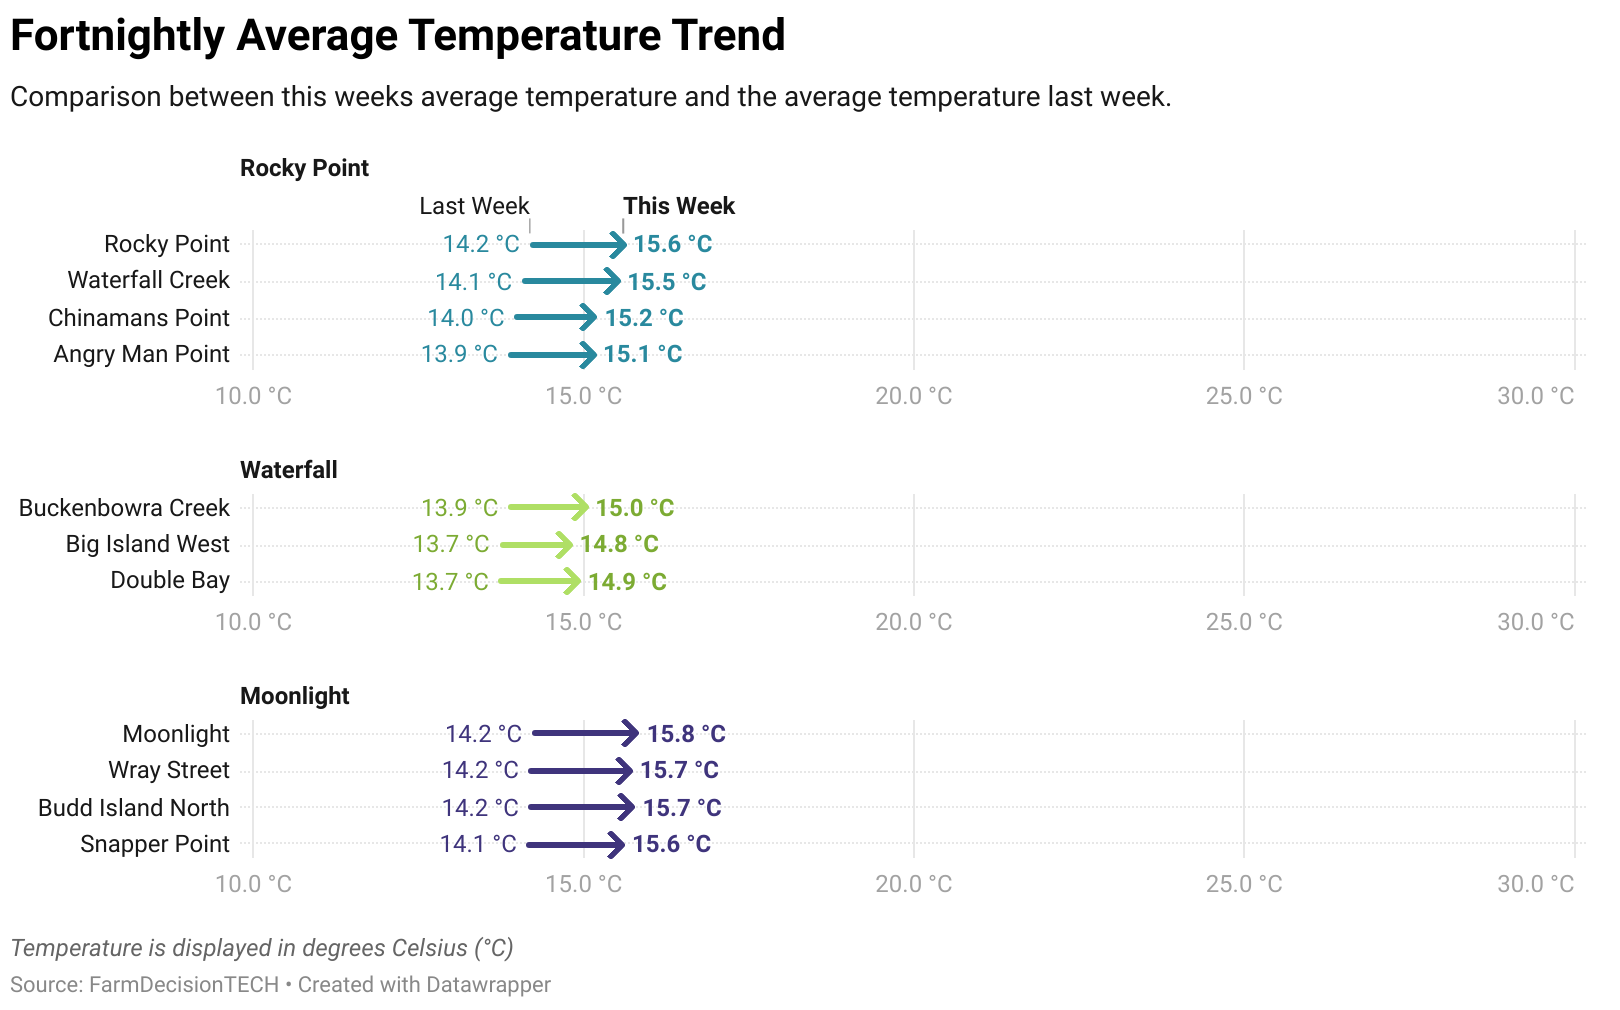 Fortnightly Average Temperature Trend
Comparison between this weeks average temperature and the average temperature last week.
Rocky Point
Last Week This Week
Rocky Point 14.2 °C 15.6 °C
Waterfall Creek 14.1 °C 15.5 °C
Chinamans Point 14.0 °C 15.2 °C
Angry Man Point 13.9 °C 15.1 °C
10.0 °C 15.0 °C 20.0 °C 25.0 °C 30.0 °C
Waterfall
Buckenbowra Creek 13.9 °C 15.0 °C
Big Island West 13.7 °C 14.8 °C
Double Bay 13.7 °C 14.9 °C
10.0 °C 15.0 °C 20.0 °C 25.0 °C 30.0 °C
Moonlight
Moonlight 14.2 °C 15.8 °C
Wray Street 14.2 °C 15.7 °C
Budd Island North 14.2 °C 15.7 °C
Snapper Point 14.1 °C 15.6 °C
10.0 °C 15.0 °C 20.0 °C 25.0 °C 30.0 °C
Temperature is displayed in degrees Celsius (°C)
Source: FarmDecisionTECH • Created with Datawrapper